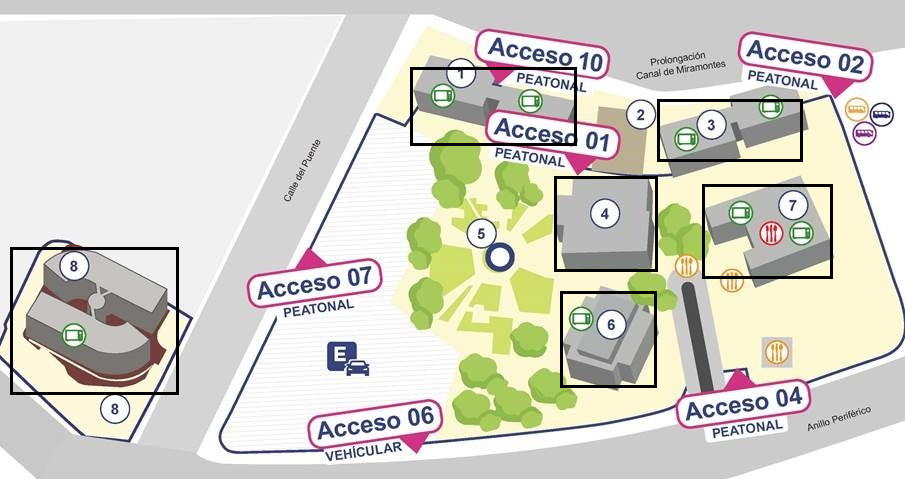 Acceso 10
PEATONAL
Prolongación
Canal de Miramontes
Acceso 02
PEATONAL
1
2
3
Acceso 01
PEATONAL
Calle del Puente
4
7
5
8
Acceso 07
PEATONAL
6
E
8
Acceso 06
VEHÍCULAR
Acceso 04
PEATONAL
Anillo Periférico